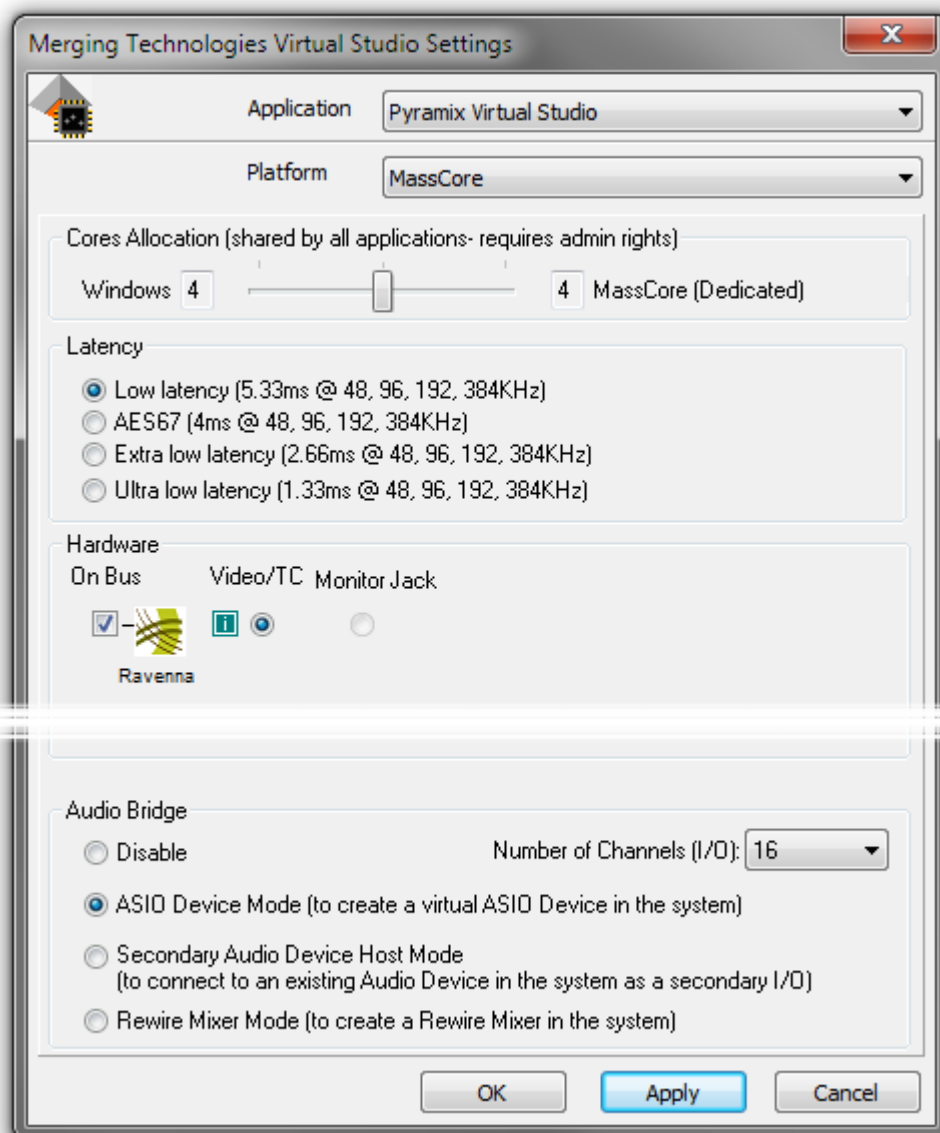 Merging Technologies Virtual Studio Settings
Application Pyramix Virtual Studio
Platform MassCore
Cores Allocation (shared by all applications- requires admin rights)
Windows 4 4 MassCore (Dedicated)
Latency
Low latency (5.33ms @ 48, 96, 192, 384KHz)
AES67 (4ms @ 48, 96, 192, 384KHz)
Extra low latency (2.66ms @ 48, 96, 192, 384KHz)
Ultra low latency (1.33ms @ 48, 96, 192, 384KHz)
Hardware
On Bus Video/TC Monitor Jack
i
Ravenna
Audio Bridge
Disable Number of Channels (I/O): 16
ASIO Device Mode (to create a virtual ASIO Device in the system)
Secondary Audio Device Host Mode
(to connect to an existing Audio Device in the system as a secondary I/O)
Rewire Mixer Mode (to create a Rewire Mixer in the system)
OK Apply Cancel